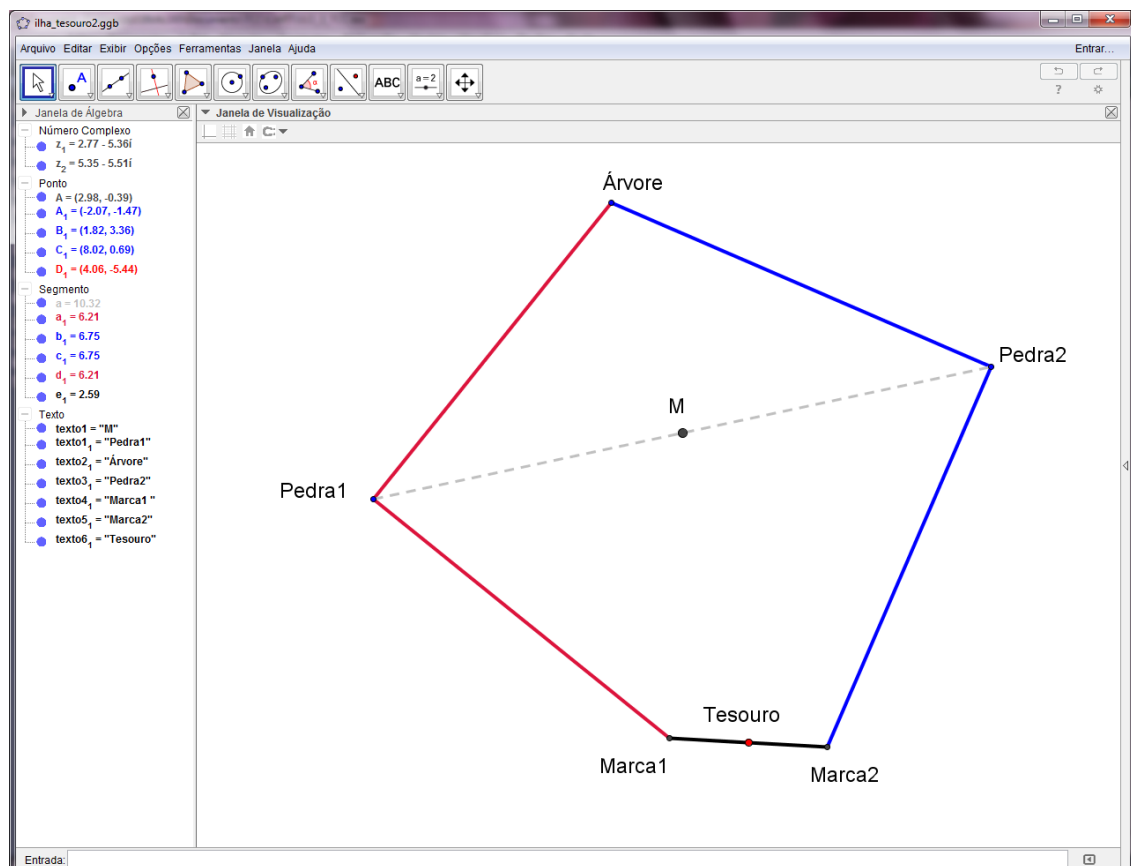 ilha_tesouro2.ggb
Arquivo Editar Exibir Opções Ferramentas Janela Ajuda Entrar...
A ABC a=2
?
Janela de Álgebra
Janela de Visualização
Número Complexo
z1 = 2.77 - 5.36í
z2 = 5.35 - 5.51í
Ponto
A = (2.98, -0.39)
A1 = (-2.07, -1.47)
B1 = (1.82, 3.36)
C1 = (8.02, 0.69)
D1 = (4.06, -5.44)
Segmento
a = 10.32
a1 = 6.21
b1 = 6.75
c1 = 6.75
d1 = 6.21
e1 = 2.59
Texto
texto1 = "M"
texto11 = "Pedra1"
texto21 = "Árvore"
texto31 = "Pedra2"
texto41 = "Marca1 "
texto51 = "Marca2"
texto61 = "Tesouro"
Árvore
Pedra2
M
Pedra1
Tesouro
Marca1
Marca2
Entrada: